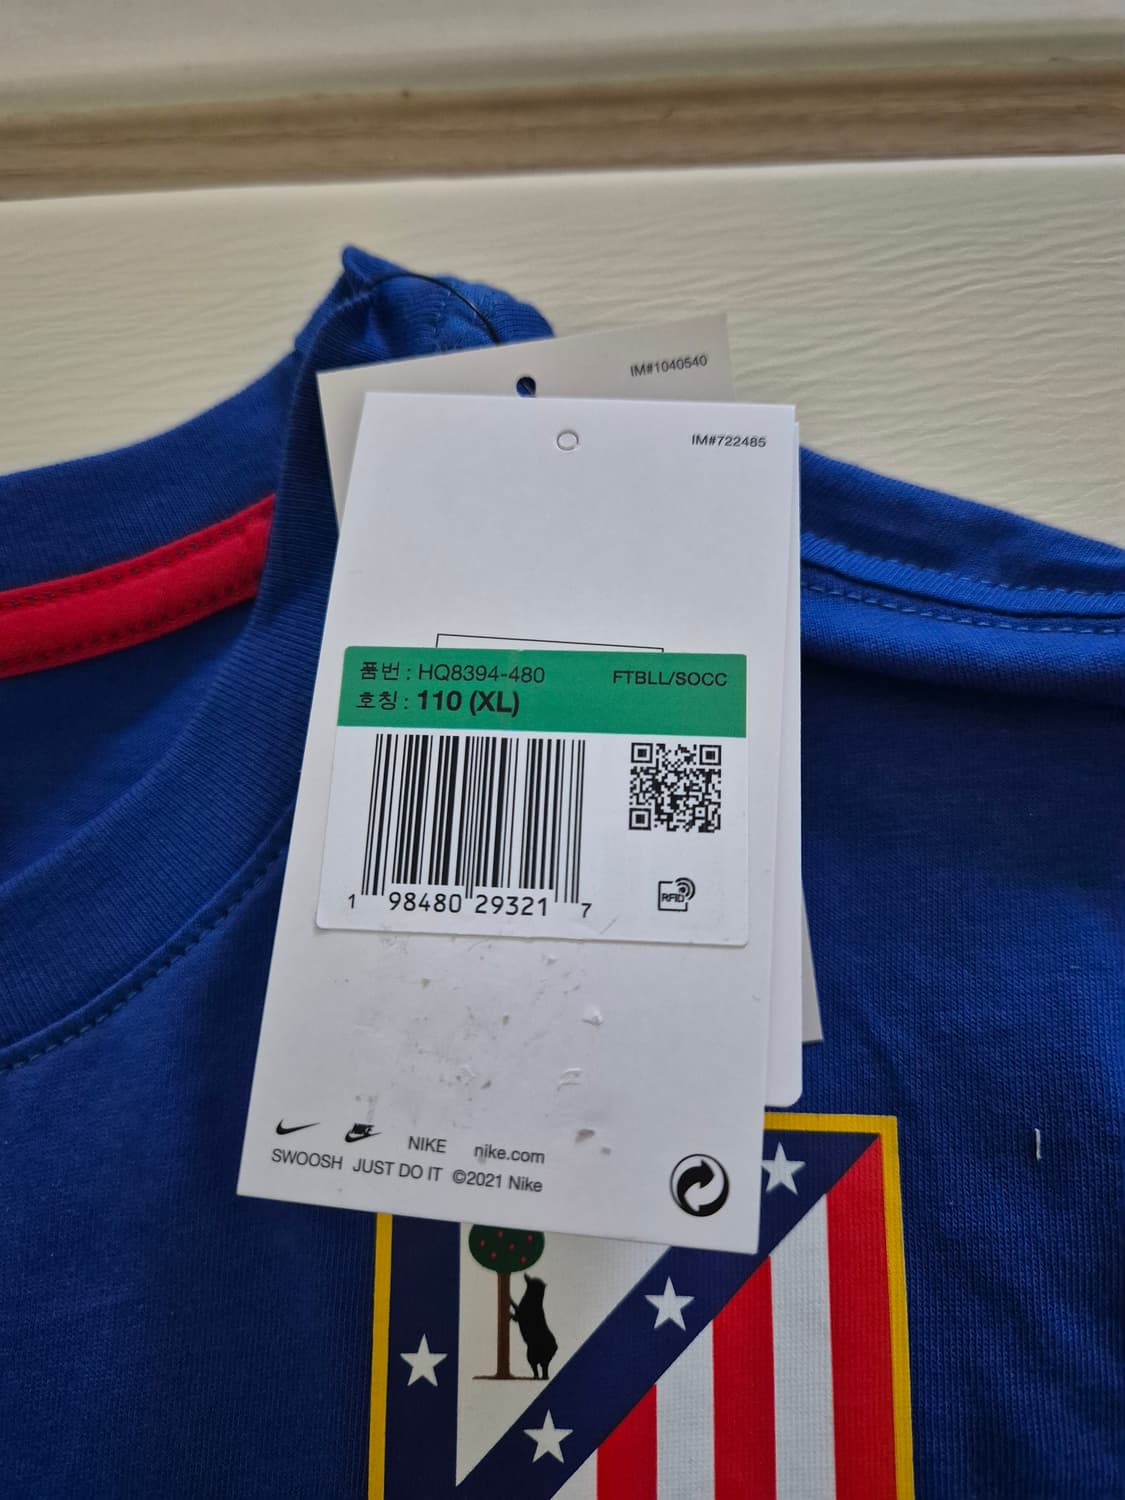 IM#1040540
IM#722485
품번 : HQ8394-480 FTBLL/SOCC
호칭 : 110 (XL)
1 98480 29321 7
RFID
NIKE NIKE nike.com
SWOOSH JUST DO IT ©2021 Nike